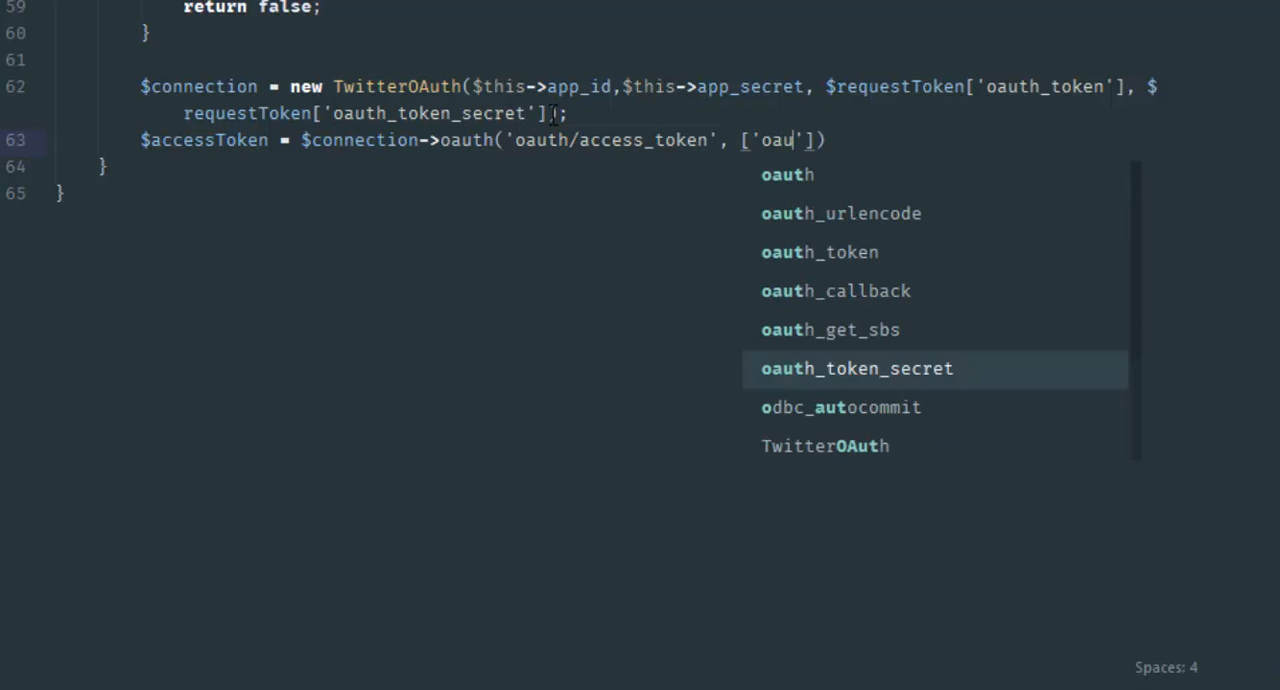 59 return false;
60 }
61
62 $connection = new TwitterOAuth($this->app_id,$this->app_secret, $requestToken['oauth_token'], $
requestToken['oauth_token_secret']);
63 $accessToken = $connection->oauth('oauth/access_token', ['oau'])
64 }
65 }
oauth
oauth_urlencode
oauth_token
oauth_callback
oauth_get_sbs
oauth_token_secret
odbc_autocommit
TwitterOAuth
Spaces: 4